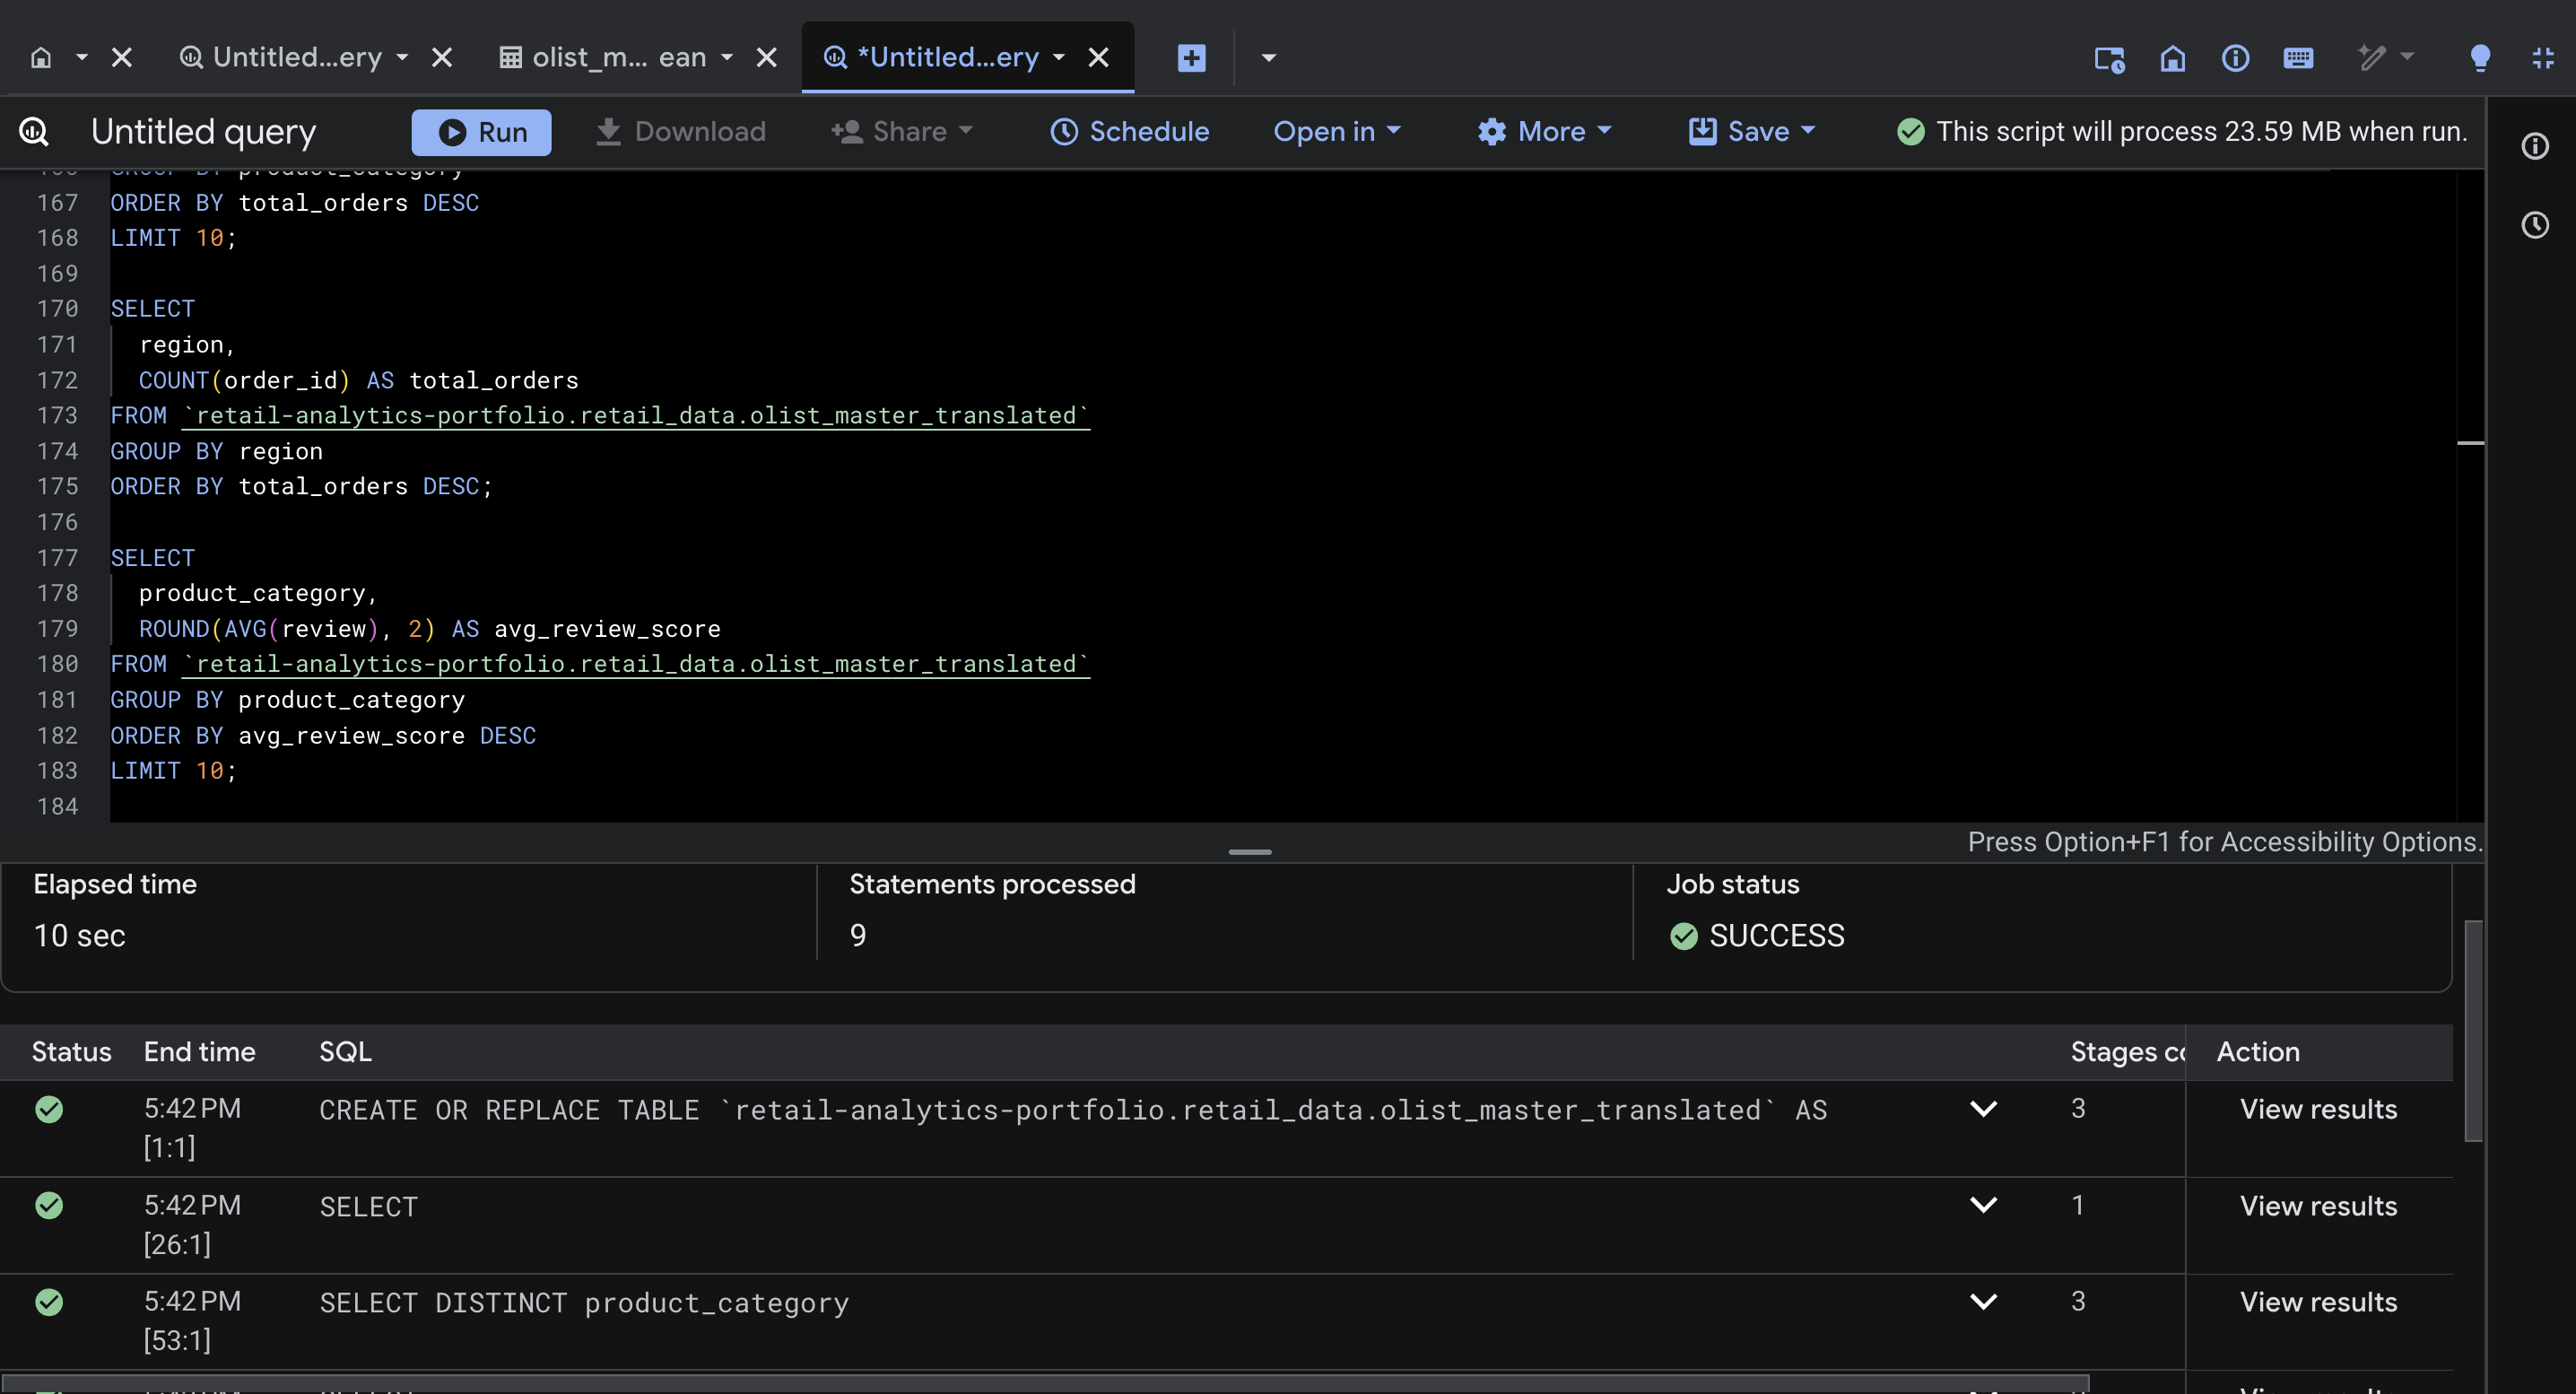 Untitled...ery
olist_m... ean
*Untitled...ery
Untitled query
Run
Download
Share
Schedule
Open in
More
Save
This script will process 23.59 MB when run.
GROUP BY product_category
167 ORDER BY total_orders DESC
168 LIMIT 10;
169
170 SELECT
171 region,
172 COUNT(order_id) AS total_orders
173 FROM `retail-analytics-portfolio.retail_data.olist_master_translated`
174 GROUP BY region
175 ORDER BY total_orders DESC;
176
177 SELECT
178 product_category,
179 ROUND(AVG(review), 2) AS avg_review_score
180 FROM `retail-analytics-portfolio.retail_data.olist_master_translated`
181 GROUP BY product_category
182 ORDER BY avg_review_score DESC
183 LIMIT 10;
184
Press Option+F1 for Accessibility Options.
Elapsed time
10 sec
Statements processed
9
Job status
SUCCESS
Status End time SQL Stages co Action
5:42 PM CREATE OR REPLACE TABLE `retail-analytics-portfolio.retail_data.olist_master_translated` AS 3 View results
[1:1]
5:42 PM SELECT 1 View results
[26:1]
5:42 PM SELECT DISTINCT product_category 3 View results
[53:1]